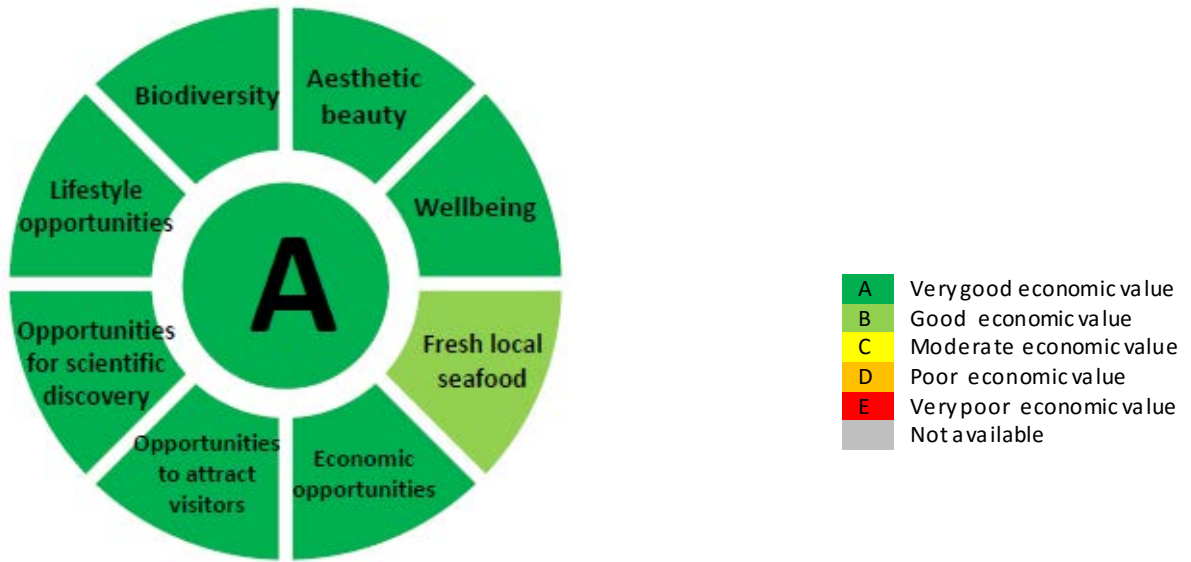 Biodiversity
Aesthetic
beauty
Wellbeing
Fresh local
seafood
Economic
opportunities
Opportunities
to attract
visitors
Opportunities
for scientific
discovery
Lifestyle
opportunities
A
A Very good economic value
B Good economic value
C Moderate economic value
D Poor economic value
E Very poor economic value
Not available